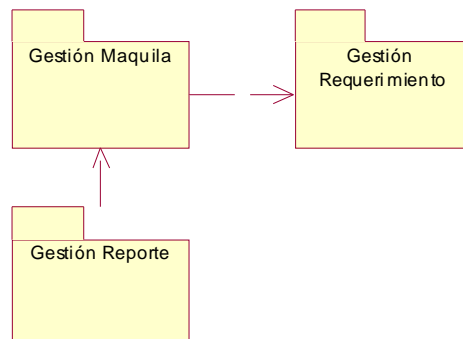 Gestión Maquila
Gestión
Requerimiento
Gestión Reporte